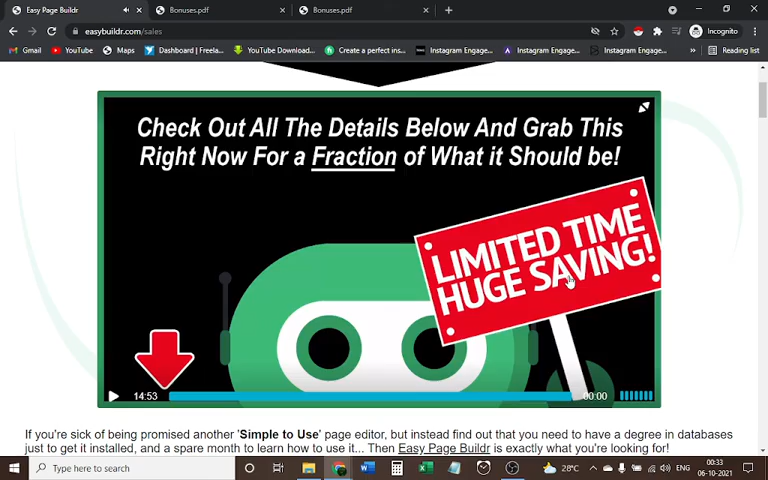 Easy Page Buildr
Bonuses.pdf
Bonuses.pdf
easybuildr.com/sales
Incognito
Gmail
YouTube
Maps
Dashboard | Freela...
YouTube Download...
Create a perfect ins...
Instagram Engage...
Instagram Engage...
Instagram Engage...
Reading list
Check Out All The Details Below And Grab This
Right Now For a Fraction of What it Should be!
LIMITED TIME
HUGE SAVING!
14:53
00:00
If you're sick of being promised another 'Simple to Use' page editor, but instead find out that you need to have a degree in databases
just to get it installed, and a spare month to learn how to use it... Then Easy Page Buildr is exactly what you're looking for!
Type here to search
28°C
ENG
00:33
06-10-2021